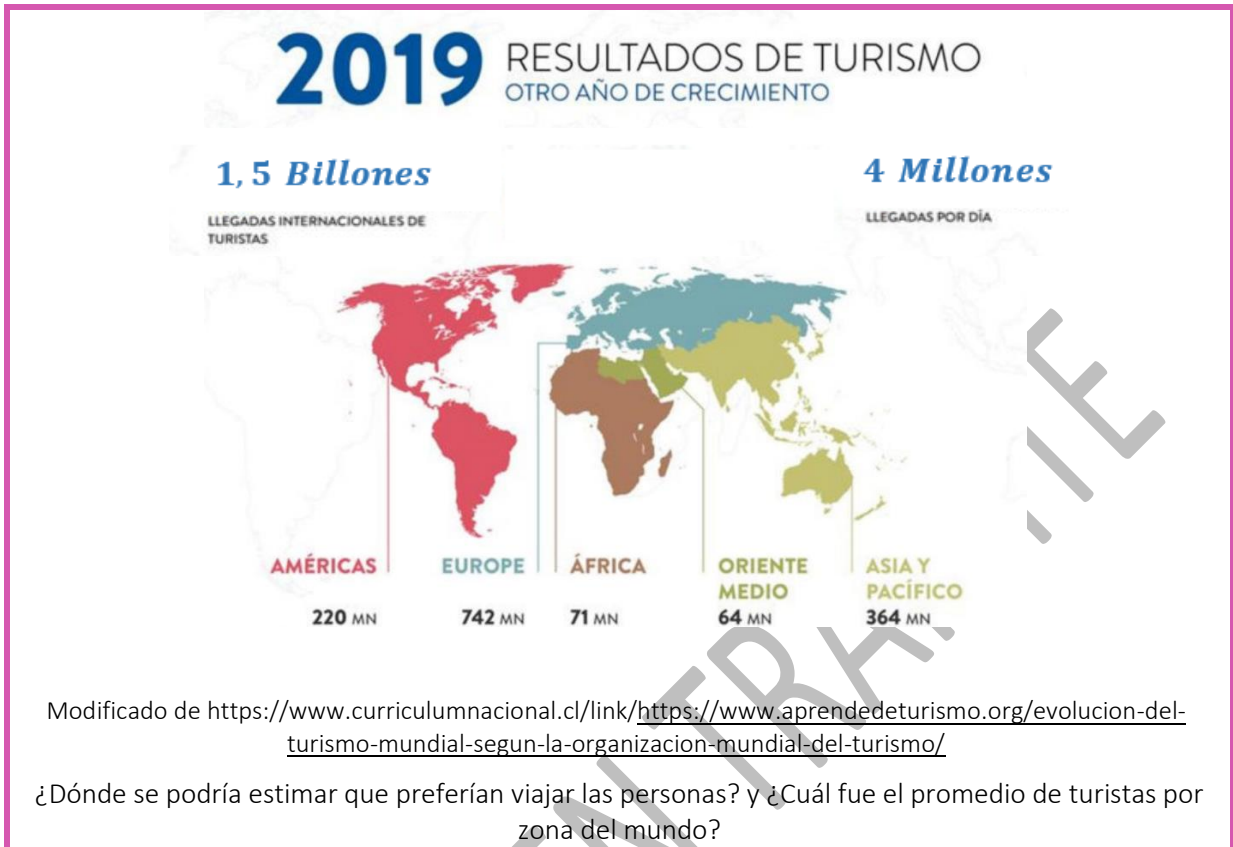 2019 RESULTADOS DE TURISMO
OTRO AÑO DE CRECIMIENTO
1,5 Billones
LLEGADAS INTERNACIONALES DE
TURISTAS
4 Millones
LLEGADAS POR DÍA
AMÉRICAS
220 MN
EUROPE
742 MN
ÁFRICA
71 MN
ORIENTE
MEDIO
64 MN
ASIA Y
PACÍFICO
364 MN
Modificado de https://www.curriculumnacional.cl/link/https://www.aprendedeturismo.org/evolucion-del-
turismo-mundial-segun-la-organizacion-mundial-del-turismo/
¿Dónde se podría estimar que preferían viajar las personas? y ¿Cuál fue el promedio de turistas por
zona del mundo?